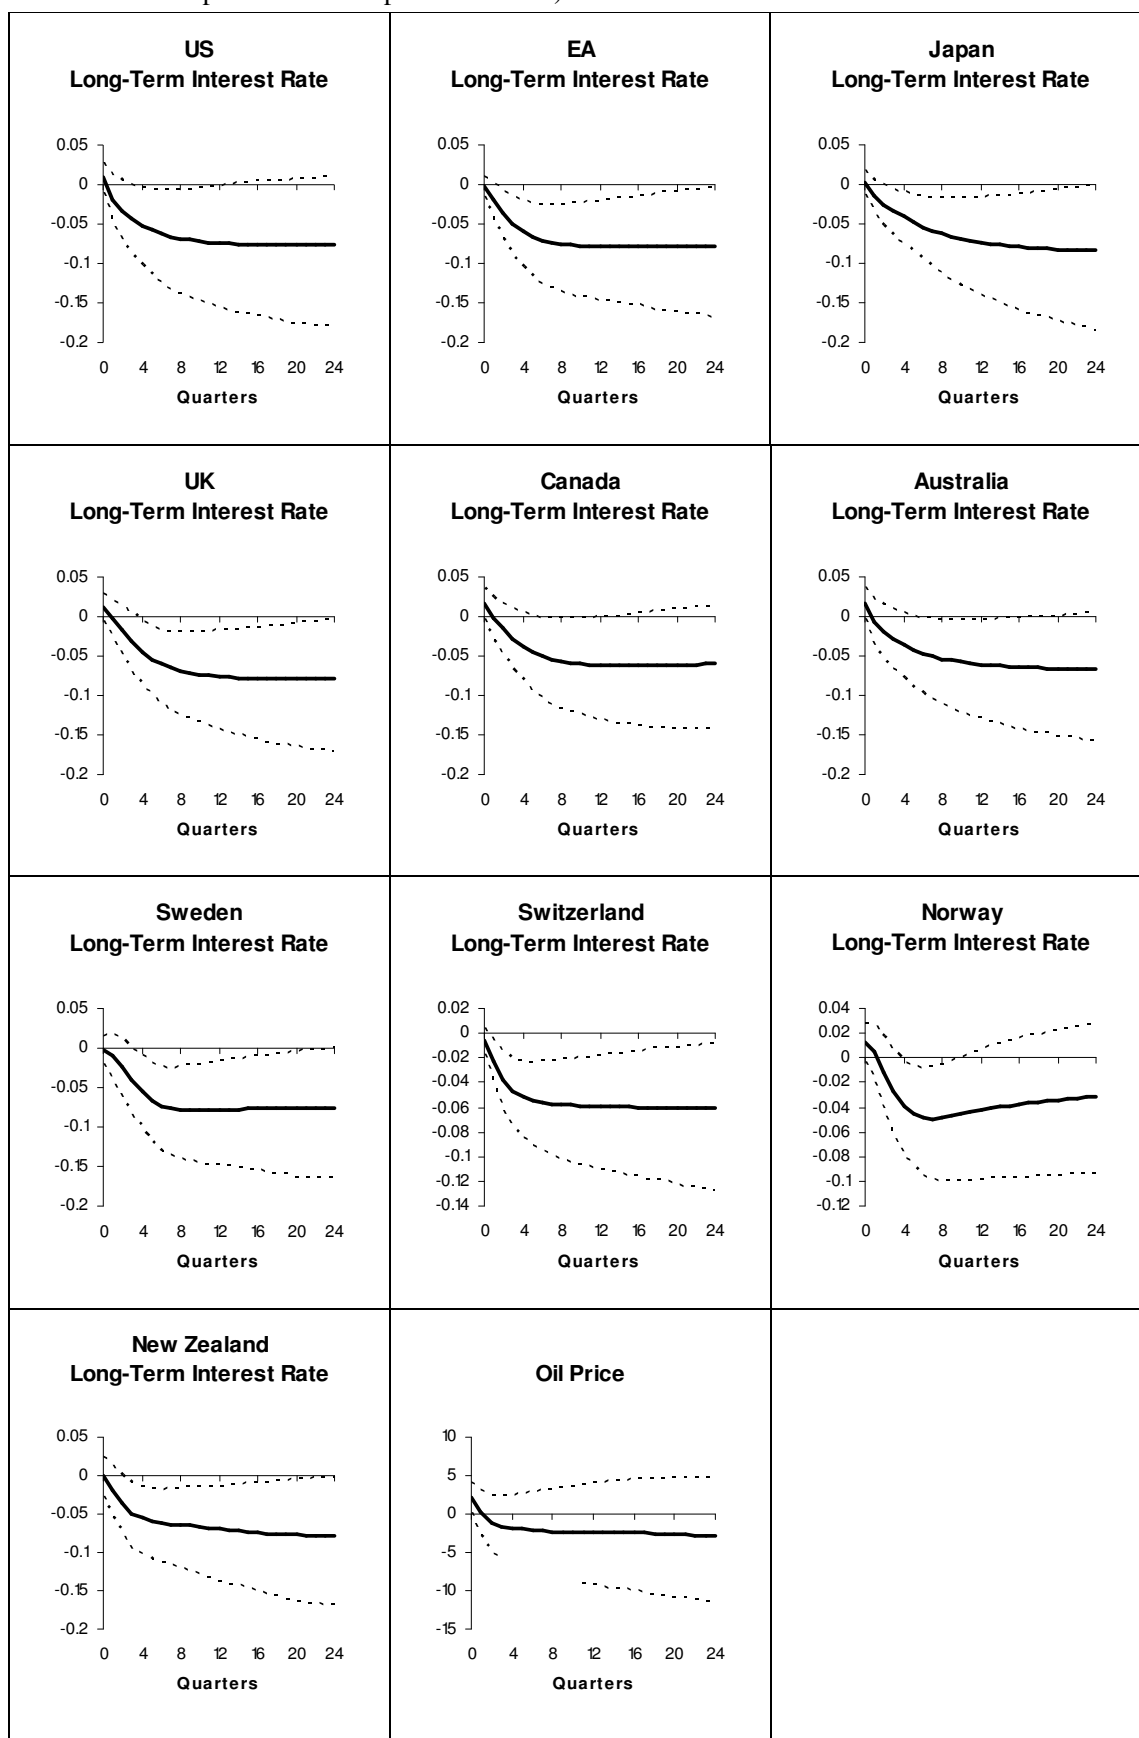 US
Long-Term Interest Rate
0.05
0
-0.05
-0.1
-0.15
-0.2
0 4 8 12 16 20 24
Quarters
EA
Long-Term Interest Rate
0.05
0
-0.05
-0.1
-0.15
-0.2
0 4 8 12 16 20 24
Quarters
Japan
Long-Term Interest Rate
0.05
0
-0.05
-0.1
-0.15
-0.2
0 4 8 12 16 20 24
Quarters
UK
Long-Term Interest Rate
0.05
0
-0.05
-0.1
-0.15
-0.2
0 4 8 12 16 20 24
Quarters
Canada
Long-Term Interest Rate
0.05
0
-0.05
-0.1
-0.15
-0.2
0 4 8 12 16 20 24
Quarters
Australia
Long-Term Interest Rate
0.05
0
-0.05
-0.1
-0.15
-0.2
0 4 8 12 16 20 24
Quarters
Sweden
Long-Term Interest Rate
0.05
0
-0.05
-0.1
-0.15
-0.2
0 4 8 12 16 20 24
Quarters
Switzerland
Long-Term Interest Rate
0.02
0
-0.02
-0.04
-0.06
-0.08
-0.1
-0.12
-0.14
0 4 8 12 16 20 24
Quarters
Norway
Long-Term Interest Rate
0.04
0.02
0
-0.02
-0.04
-0.06
-0.08
-0.1
-0.12
0 4 8 12 16 20 24
Quarters
New Zealand
Long-Term Interest Rate
0.05
0
-0.05
-0.1
-0.15
-0.2
0 4 8 12 16 20 24
Quarters
Oil Price
10
5
0
-5
-10
-15
0 4 8 12 16 20 24
Quarters